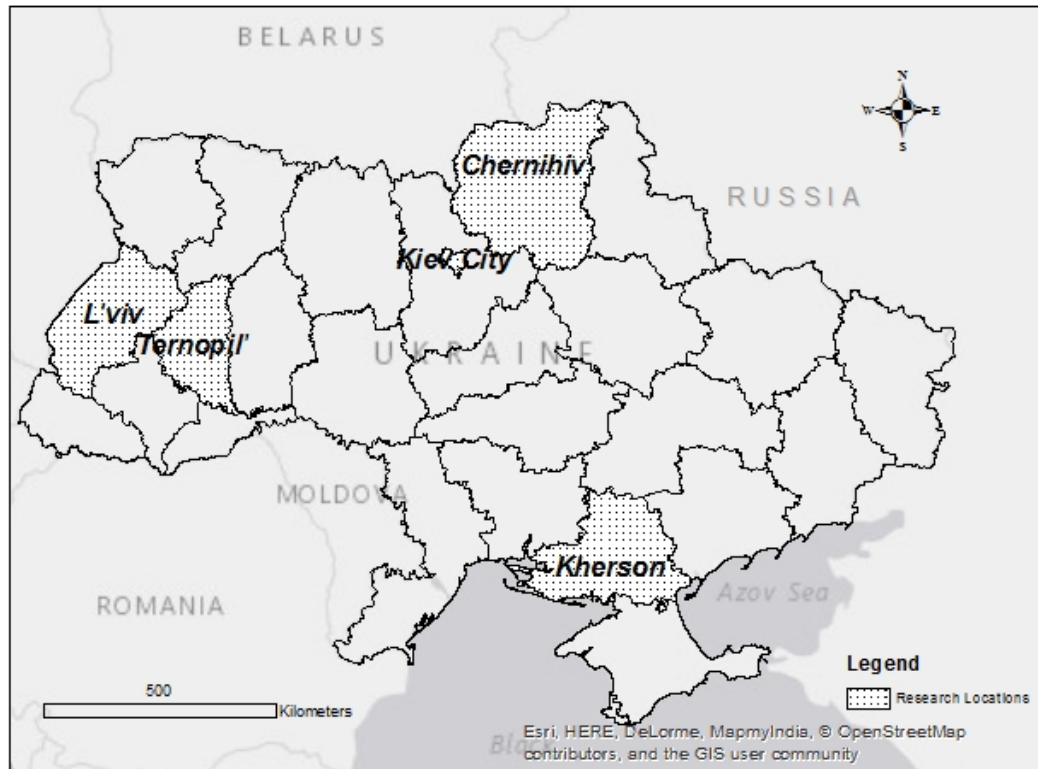 BELARUS
N
W E
S
Chernihiv
RUSSIA
Kiev City
L'viv
Ternopil'
UKRAINE
MOLDOVA
Kherson
Azov Sea
ROMANIA
Legend
Research Locations
500
Kilometers
Esri, HERE, DeLorme, MapmyIndia, © OpenStreetMap
contributors, and the GIS user community
Black